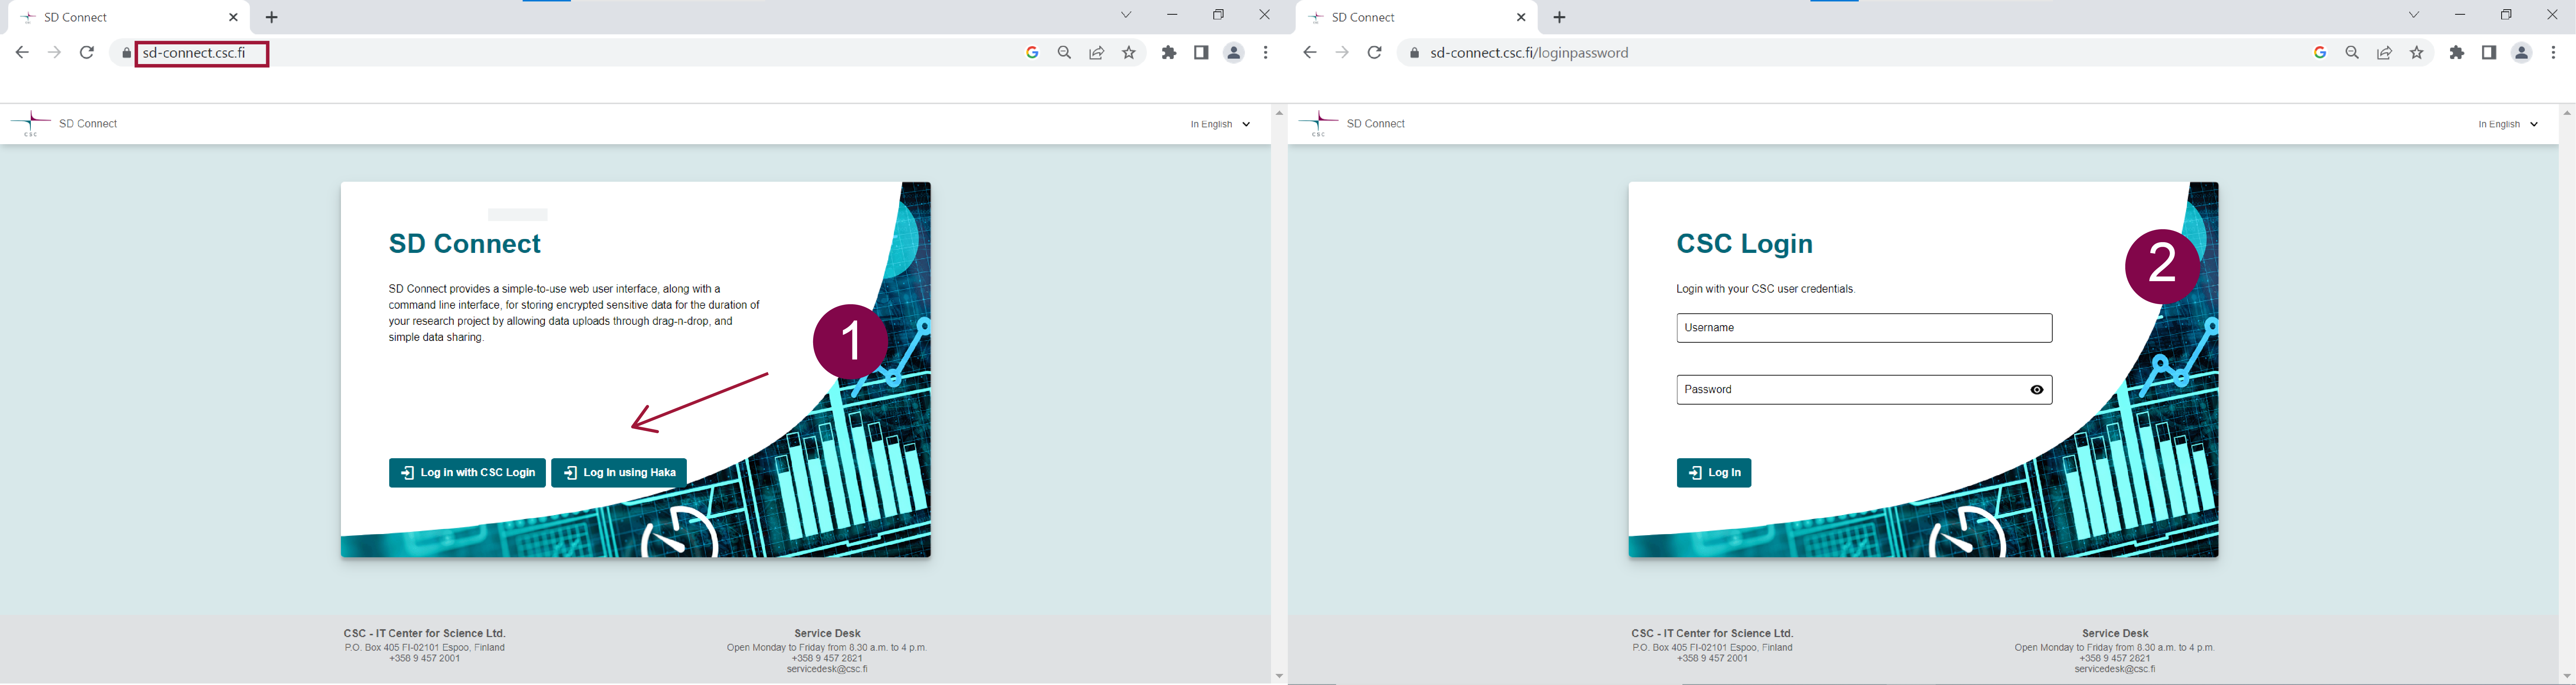 SD Connect
sd-connect.csc.fi
CSC
SD Connect
In English
SD Connect
SD Connect provides a simple-to-use web user interface, along with a
command line interface, for storing encrypted sensitive data for the duration of
your research project by allowing data uploads through drag-n-drop, and
simple data sharing.
1
Log in with CSC Login
Log in using Haka
CSC - IT Center for Science Ltd.
P.O. Box 405 FI-02101 Espoo, Finland
+358 9 457 2001
Service Desk
Open Monday to Friday from 8.30 a.m. to 4 p.m.
+358 9 457 2821
servicedesk@csc.fi
SD Connect
sd-connect.csc.fi/loginpassword
CSC
SD Connect
In English
CSC Login
2
Login with your CSC user credentials.
Username
Password
Log In
CSC - IT Center for Science Ltd.
P.O. Box 405 FI-02101 Espoo, Finland
+358 9 457 2001
Service Desk
Open Monday to Friday from 8.30 a.m. to 4 p.m.
+358 9 457 2821
servicedesk@csc.fi